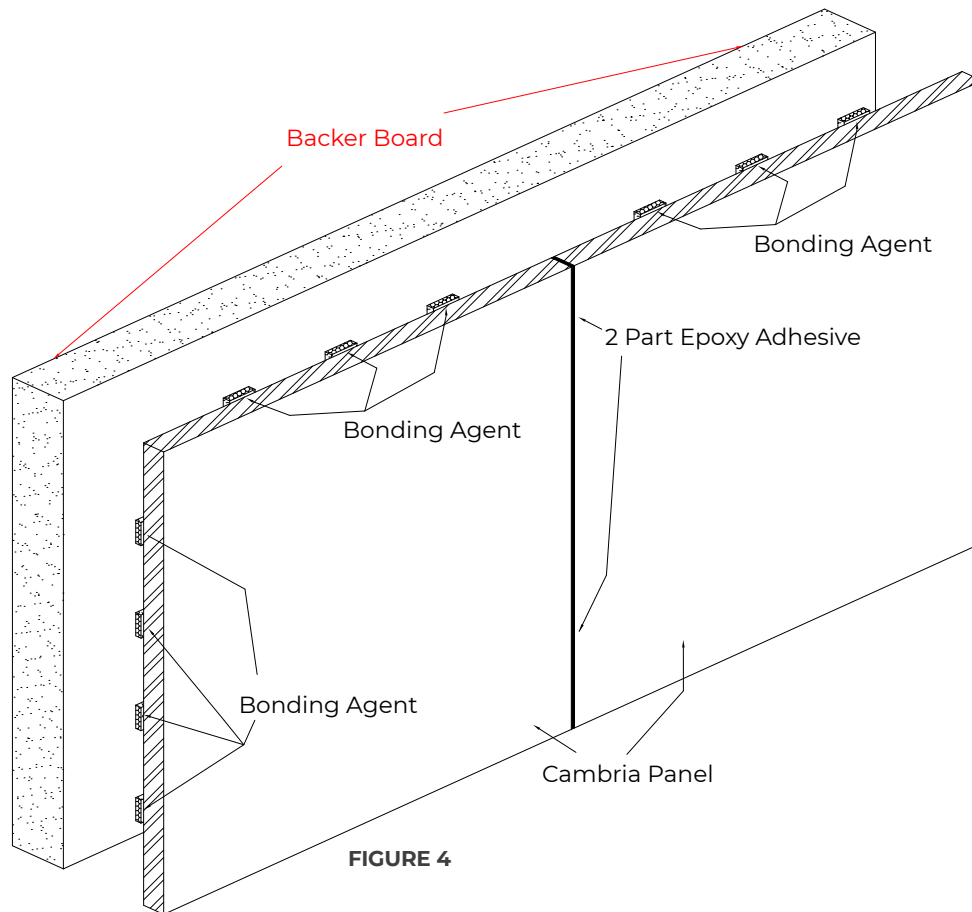 Backer Board
Bonding Agent
2 Part Epoxy Adhesive
Bonding Agent
Bonding Agent
Cambria Panel
FIGURE 4